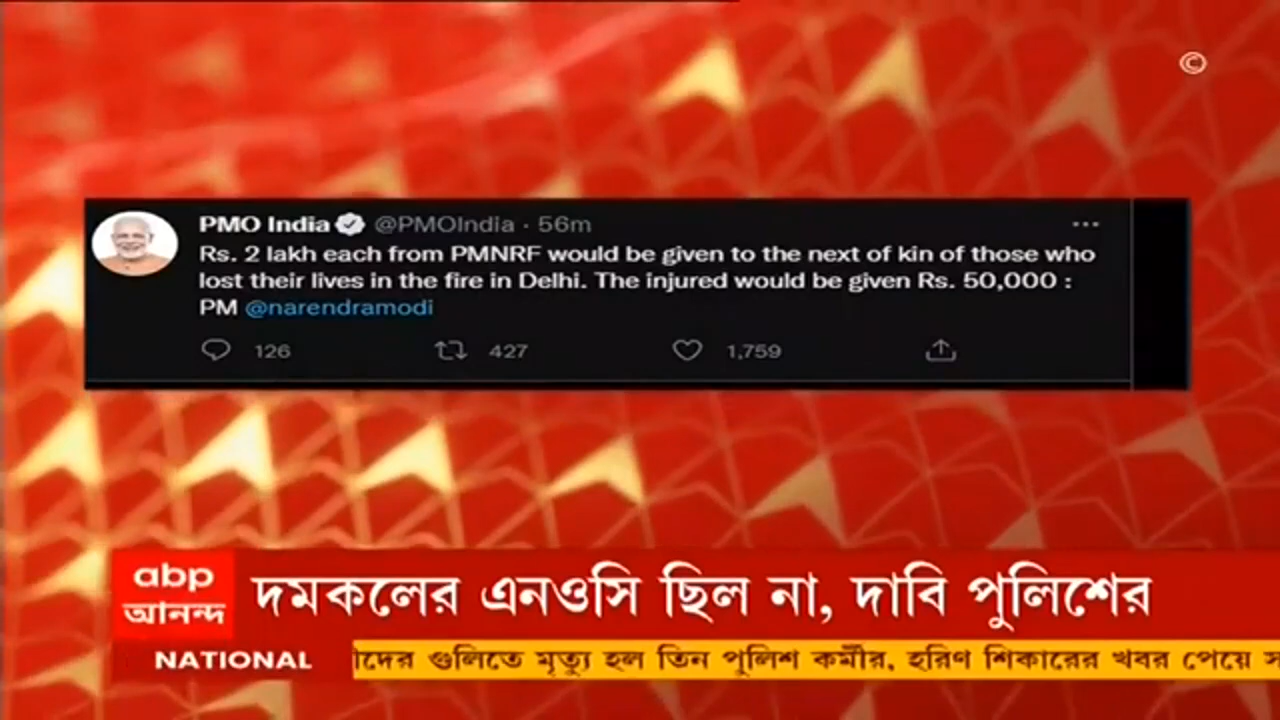 ©
PMO India @PMOIndia · 56m
Rs. 2 lakh each from PMNRF would be given to the next of kin of those who
lost their lives in the fire in Delhi. The injured would be given Rs. 50,000 :
PM @narendramodi
126 427 1,759
abp
আনন্দ
দমকলের এনওসি ছিল না, দাবি পুলিশের
NATIONAL
গুলিতে মৃত্যু হল তিন পুলিশ কর্মীর, হরিণ শিকারের খবর পেয়ে